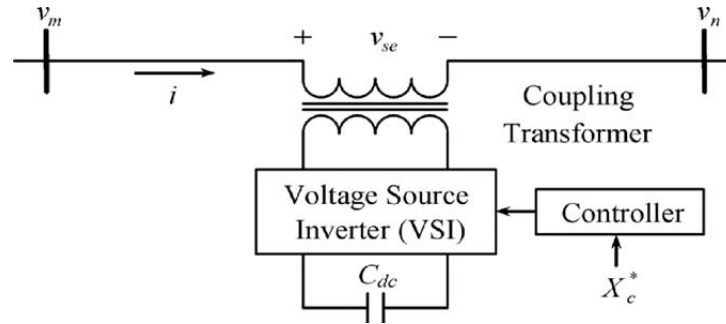 v_m
v_n
+ v_se −
i
Coupling
Transformer
Voltage Source
Inverter (VSI)
Controller
C_dc
X_c^*